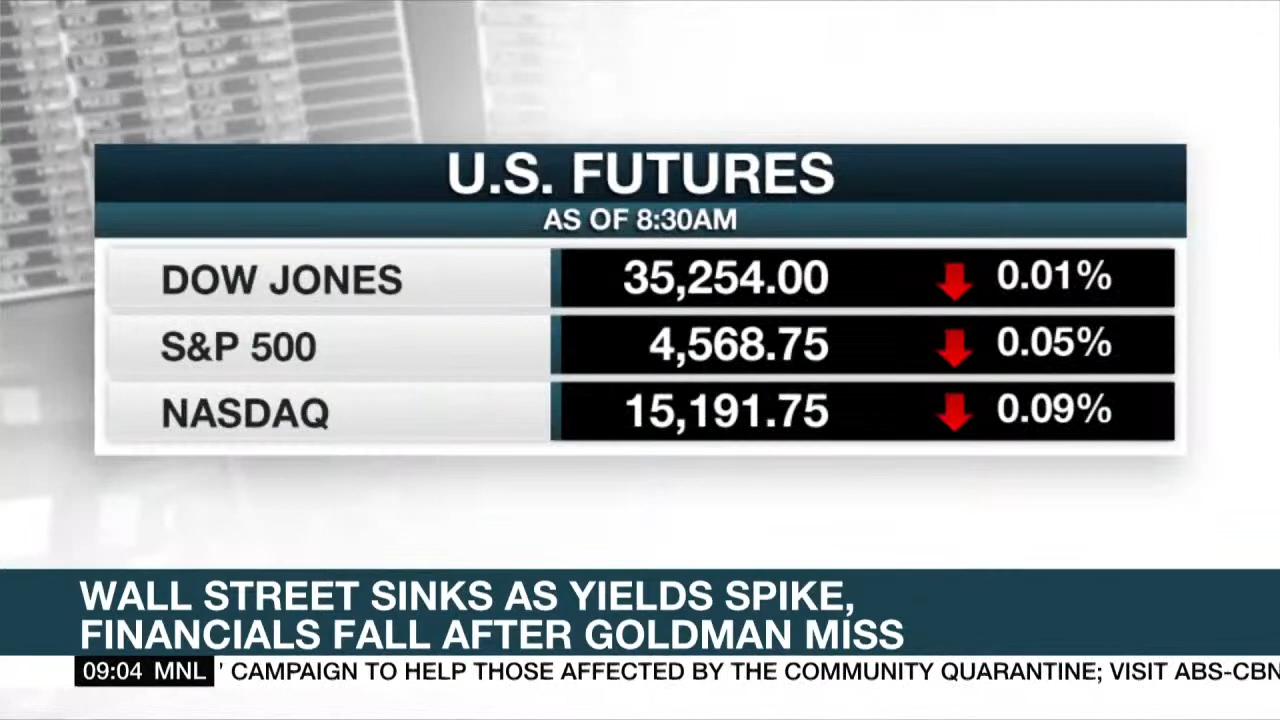 U.S. FUTURES
AS OF 8:30AM
DOW JONES 35,254.00 0.01%
S&P 500 4,568.75 0.05%
NASDAQ 15,191.75 0.09%
WALL STREET SINKS AS YIELDS SPIKE,
FINANCIALS FALL AFTER GOLDMAN MISS
09:04 MNL ' CAMPAIGN TO HELP THOSE AFFECTED BY THE COMMUNITY QUARANTINE; VISIT ABS-CBN